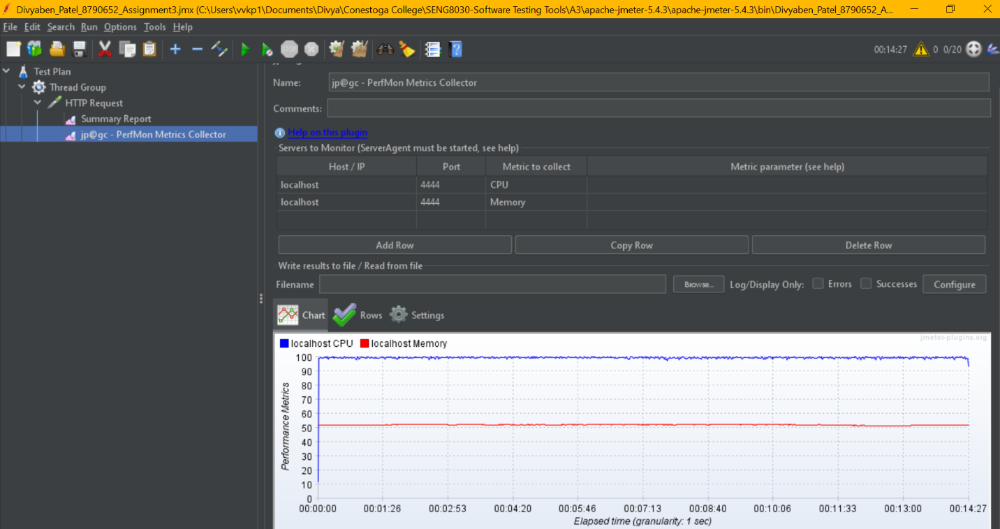 Divyaben_Patel_8790652_Assignment3.jmx (C:\Users\vvkp1\Documents\Divya\Conestoga College\SENG8030-Software Testing Tools\A3\apache-jmeter-5.4.3\apache-jmeter-5.4.3\bin\Divyaben_Patel_8790652_A...
File Edit Search Run Options Tools Help
STOP 00:14:27 0 0/20
Test Plan
Thread Group
HTTP Request
Summary Report
jp@gc - PerfMon Metrics Collector
Name: jp@gc - PerfMon Metrics Collector
Comments:
Help on this plugin
Servers to Monitor (ServerAgent must be started, see help)
Host / IP Port Metric to collect Metric parameter (see help)
localhost 4444 CPU
localhost 4444 Memory
Add Row Copy Row Delete Row
Write results to file / Read from file
Filename Browse... Log/Display Only: Errors Successes Configure
Chart Rows Settings
jmeter-plugins.org
localhost CPU localhost Memory
100
90
80
70
60
50
40
30
20
10
0
Performance Metrics
00:00:00 00:01:26 00:02:53 00:04:20 00:05:46 00:07:13 00:08:40 00:10:06 00:11:33 00:13:00 00:14:27
Elapsed time (granularity: 1 sec)